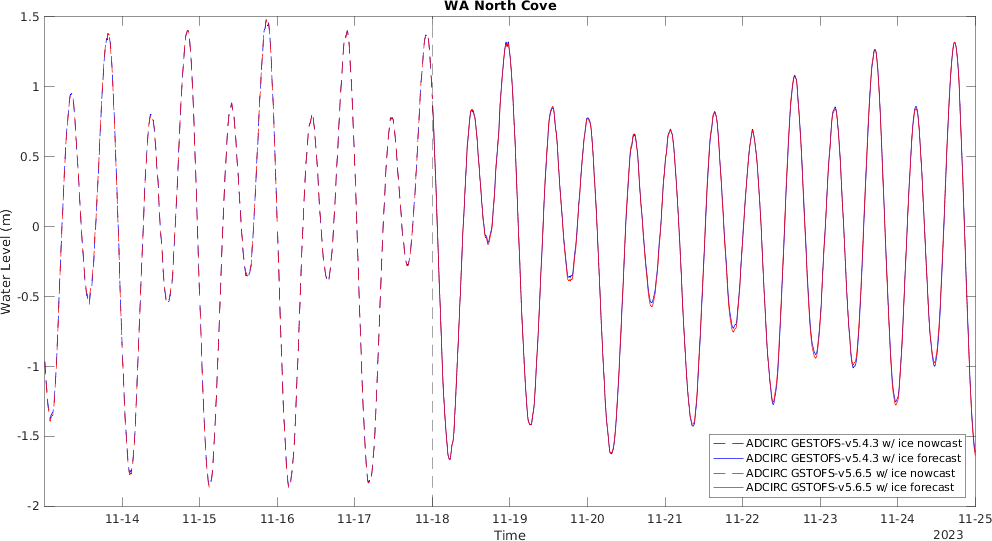 WA North Cove
1.5
1
0.5
0
-0.5
-1
-1.5
-2
Water Level (m)
ADCIRC GESTOFS-v5.4.3 w/ ice nowcast
ADCIRC GESTOFS-v5.4.3 w/ ice forecast
ADCIRC GSTOFS-v5.6.5 w/ ice nowcast
ADCIRC GSTOFS-v5.6.5 w/ ice forecast
11-14 11-15 11-16 11-17 11-18 11-19 11-20 11-21 11-22 11-23 11-24 11-25
Time 2023